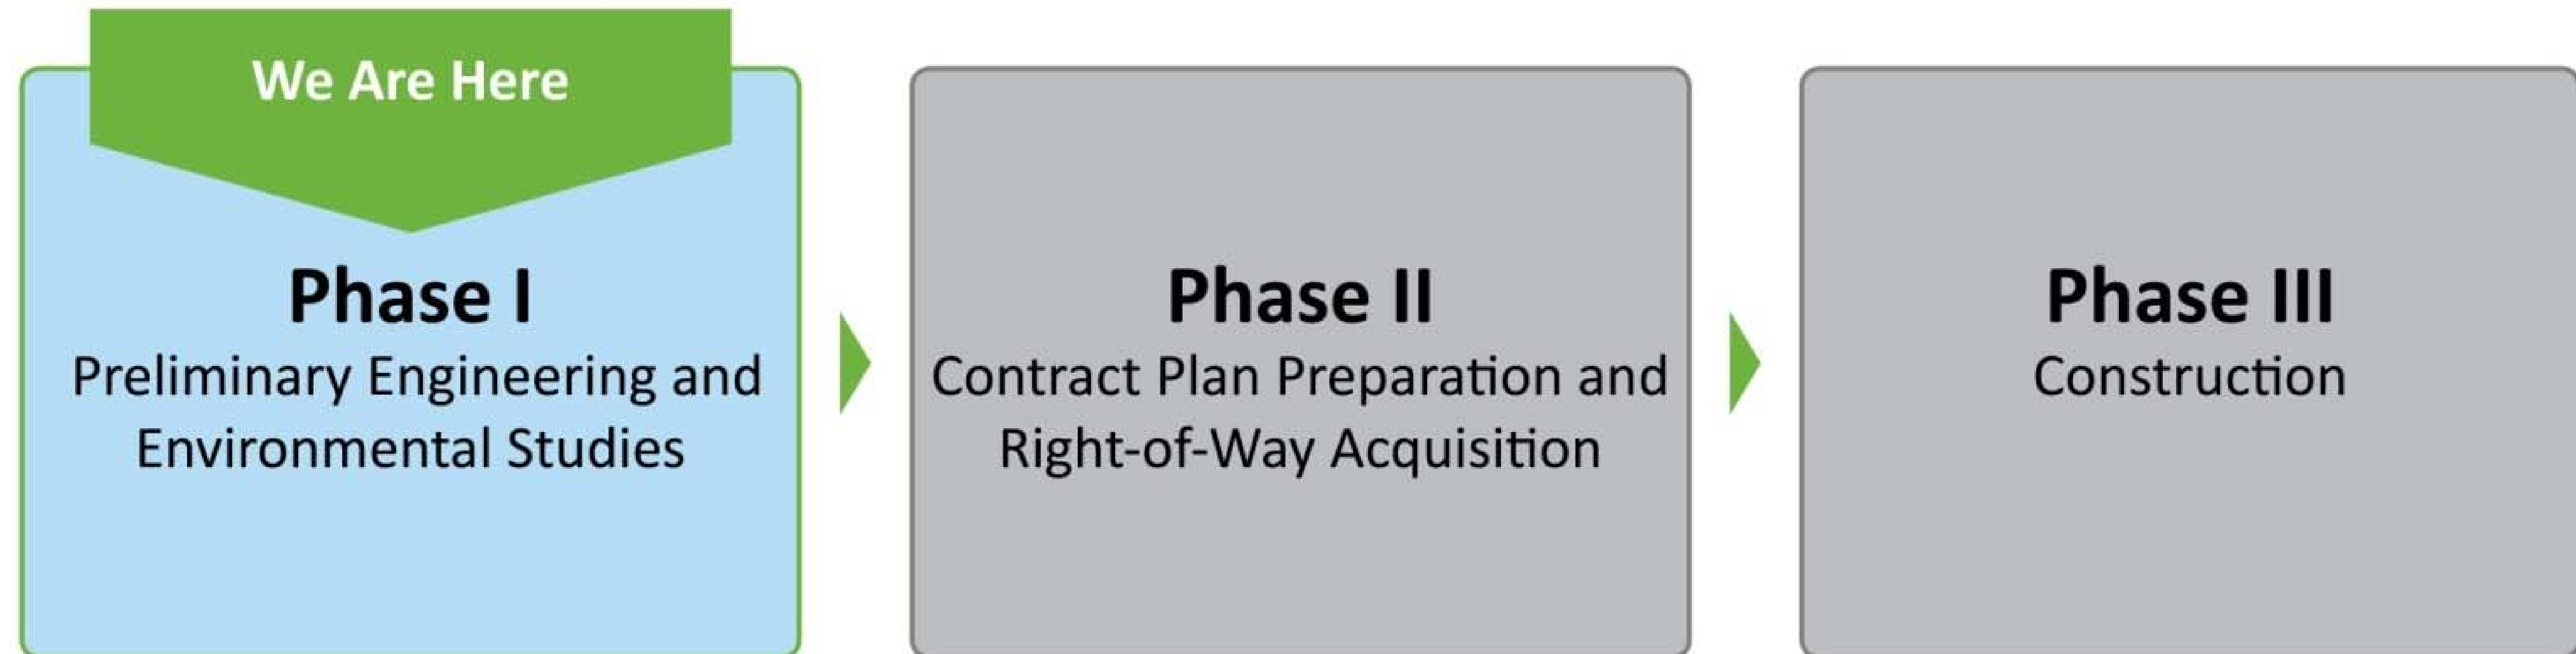 We Are Here
Phase I
Preliminary Engineering and
Environmental Studies
Phase II
Contract Plan Preparation and
Right-of-Way Acquisition
Phase III
Construction